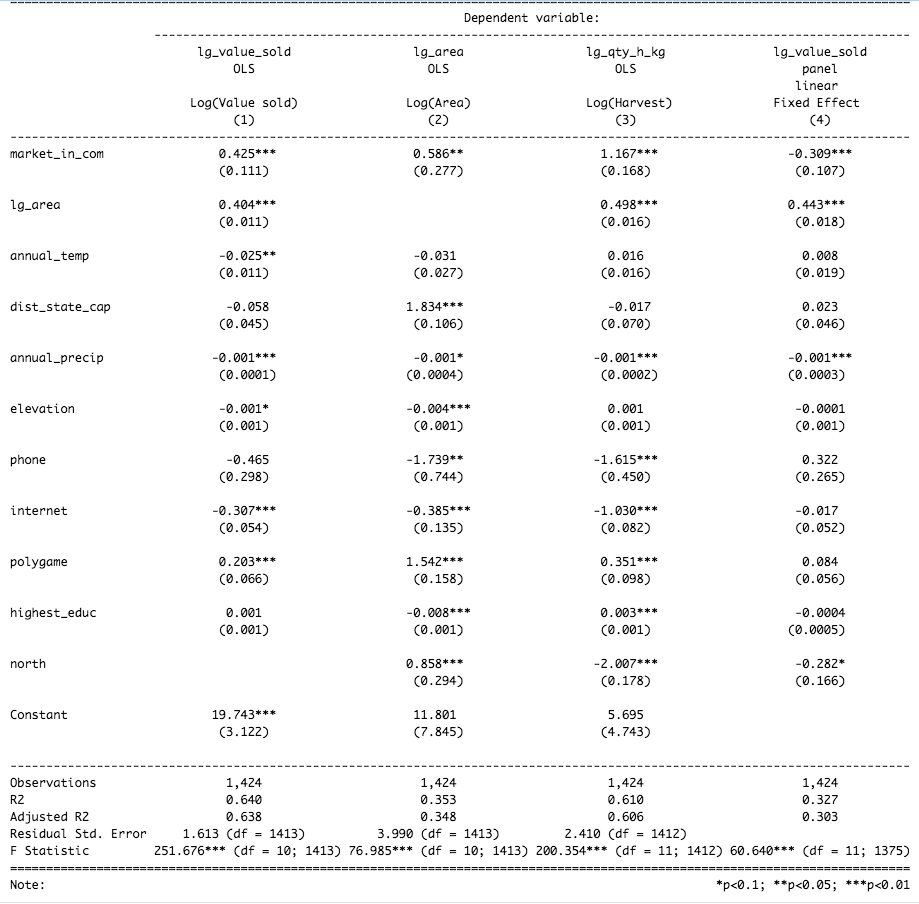 Dependent variable:
lg_value_sold lg_area lg_qty_h_kg lg_value_sold
OLS OLS OLS panel
linear
Log(Value sold) Log(Area) Log(Harvest) Fixed Effect
(1) (2) (3) (4)
market_in_com 0.425*** 0.586** 1.167*** -0.309***
(0.111) (0.277) (0.168) (0.107)
lg_area 0.404*** 0.498*** 0.443***
(0.011) (0.016) (0.018)
annual_temp -0.025** -0.031 0.016 0.008
(0.011) (0.027) (0.016) (0.019)
dist_state_cap -0.058 1.834*** -0.017 0.023
(0.045) (0.106) (0.070) (0.046)
annual_precip -0.001*** -0.001* -0.001*** -0.001***
(0.0001) (0.0004) (0.0002) (0.0003)
elevation -0.001* -0.004*** 0.001 -0.0001
(0.001) (0.001) (0.001) (0.001)
phone -0.465 -1.739** -1.615*** 0.322
(0.298) (0.744) (0.450) (0.265)
internet -0.307*** -0.385*** -1.030*** -0.017
(0.054) (0.135) (0.082) (0.052)
polygame 0.203*** 1.542*** 0.351*** 0.084
(0.066) (0.158) (0.098) (0.056)
highest_educ 0.001 -0.008*** 0.003*** -0.0004
(0.001) (0.001) (0.001) (0.0005)
north 0.858*** -2.007*** -0.282*
(0.294) (0.178) (0.166)
Constant 19.743*** 11.801 5.695
(3.122) (7.845) (4.743)
Observations 1,424 1,424 1,424 1,424
R2 0.640 0.353 0.610 0.327
Adjusted R2 0.638 0.348 0.606 0.303
Residual Std. Error 1.613 (df = 1413) 3.990 (df = 1413) 2.410 (df = 1412)
F Statistic 251.676*** (df = 10; 1413) 76.985*** (df = 10; 1413) 200.354*** (df = 11; 1412) 60.640*** (df = 11; 1375)
Note: *p<0.1; **p<0.05; ***p<0.01